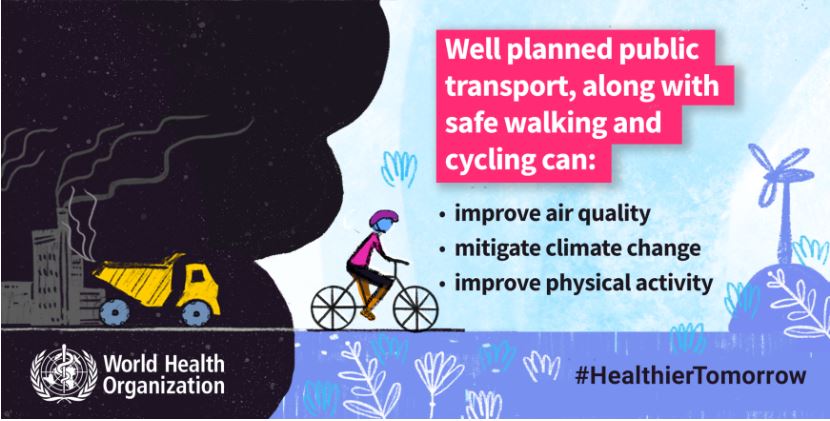 Well planned public
transport, along with
safe walking and
cycling can:
• improve air quality
• mitigate climate change
• improve physical activity
World Health
Organization
#HealthierTomorrow